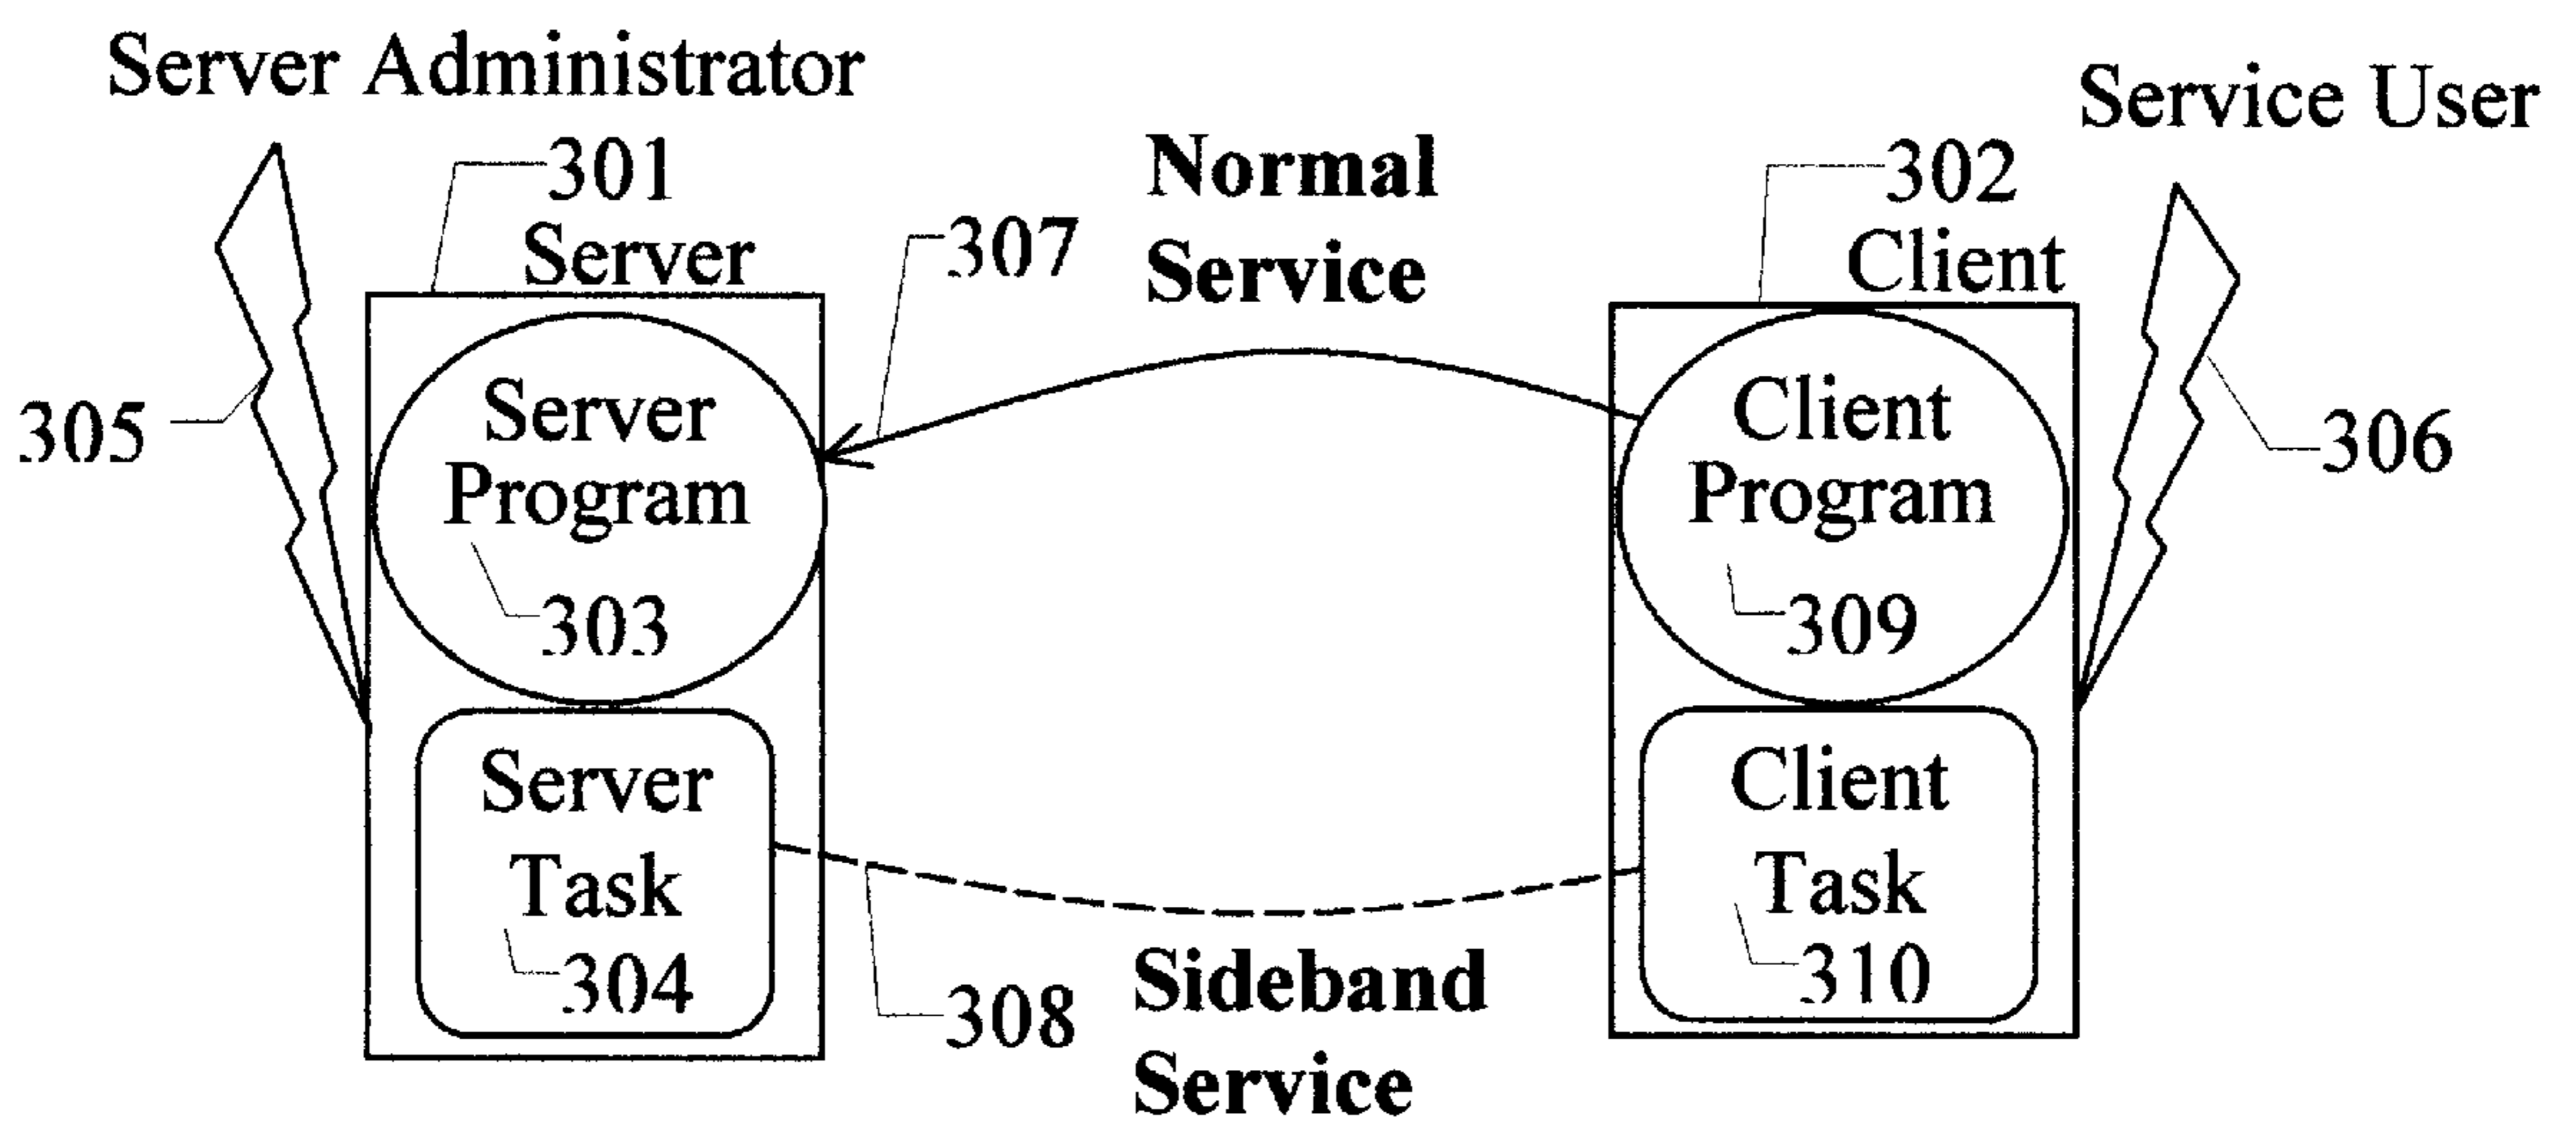 Server Administrator
301
Server
305
Server
Program
303
Server
Task
304
Normal
Service
307
308
Sideband
Service
Service User
302
Client
Client
Program
309
306
Client
Task
310